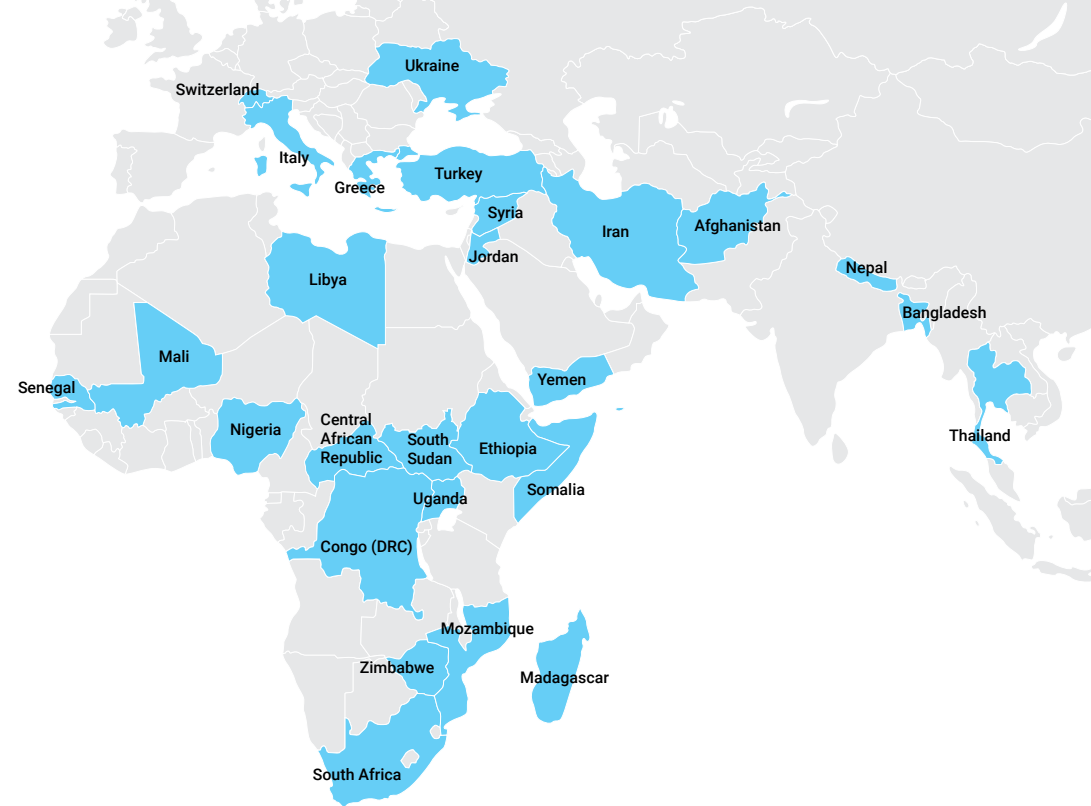 Ukraine
Switzerland
Italy
Greece
Turkey
Syria
Iran
Afghanistan
Jordan
Nepal
Libya
Bangladesh
Mali
Senegal
Yemen
Nigeria
Central
African
Republic
South
Sudan
Ethiopia
Thailand
Somalia
Uganda
Congo (DRC)
Mozambique
Zimbabwe
Madagascar
South Africa